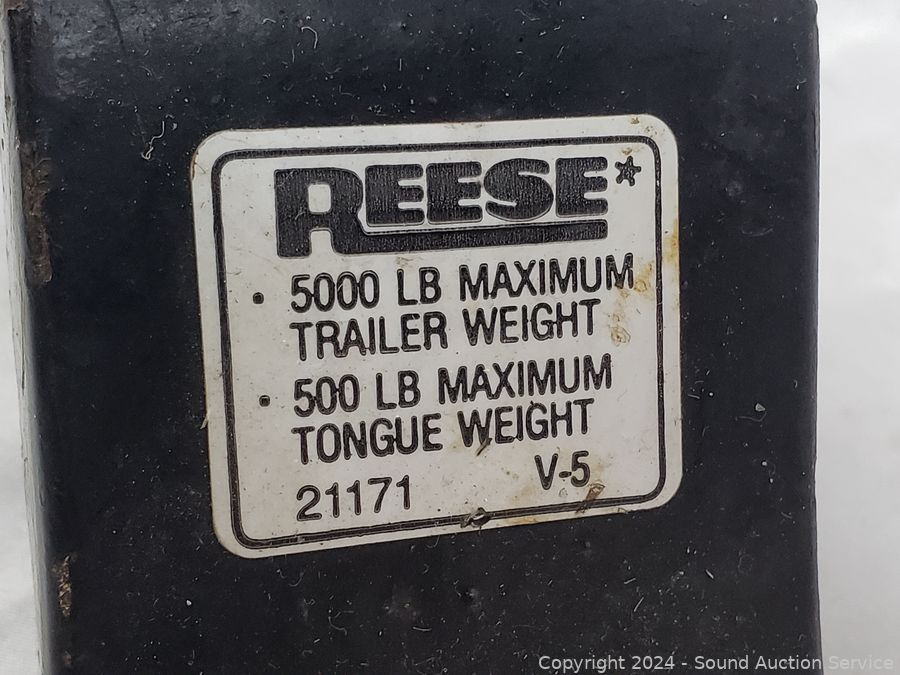 REESE*
• 5000 LB MAXIMUM
TRAILER WEIGHT
• 500 LB MAXIMUM
TONGUE WEIGHT
21171 V-5
Copyright 2024 - Sound Auction Service